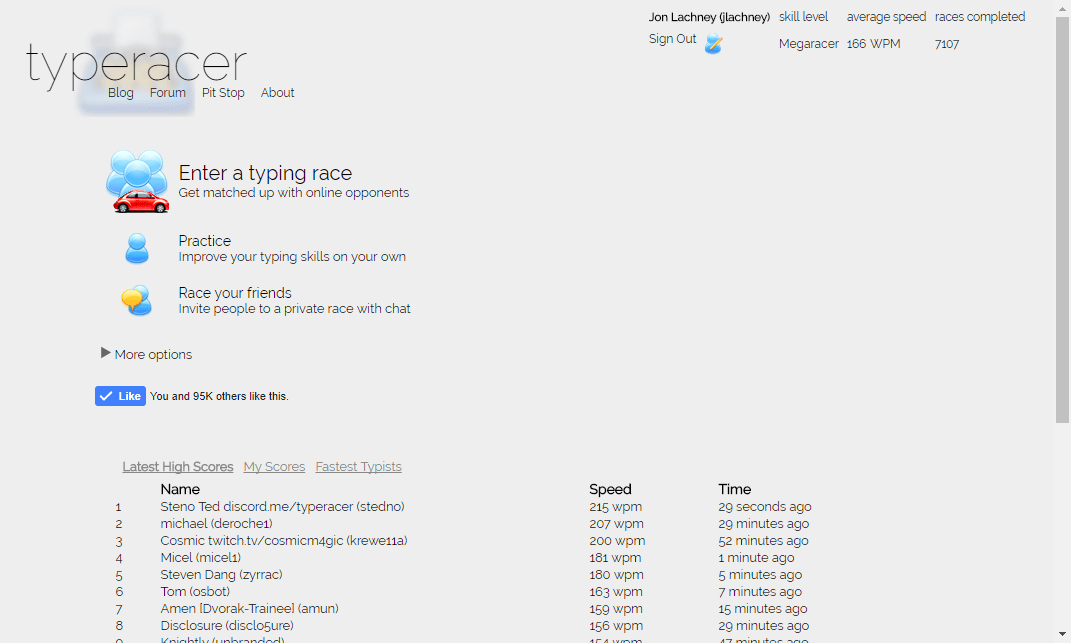 Jon Lachney (jlachney) skill level average speed races completed
Sign Out Megaracer 166 WPM 7107
typeracer
Blog Forum Pit Stop About
Enter a typing race
Get matched up with online opponents
Practice
Improve your typing skills on your own
Race your friends
Invite people to a private race with chat
More options
Like You and 95K others like this.
Latest High Scores My Scores Fastest Typists
Name Speed Time
1 Steno Ted discord.me/typeracer (stedno) 215 wpm 29 seconds ago
2 michael (deroche1) 207 wpm 29 minutes ago
3 Cosmic twitch.tv/cosmicm4gic (krewe11a) 200 wpm 52 minutes ago
4 Micel (micel1) 181 wpm 1 minute ago
5 Steven Dang (zyrrac) 180 wpm 5 minutes ago
6 Tom (osbot) 163 wpm 7 minutes ago
7 Amen [Dvorak-Trainee] (amun) 159 wpm 15 minutes ago
8 Disclosure (disclo5ure) 156 wpm 29 minutes ago
9 Knightly (unbranded) 154 wpm 47 minutes ago